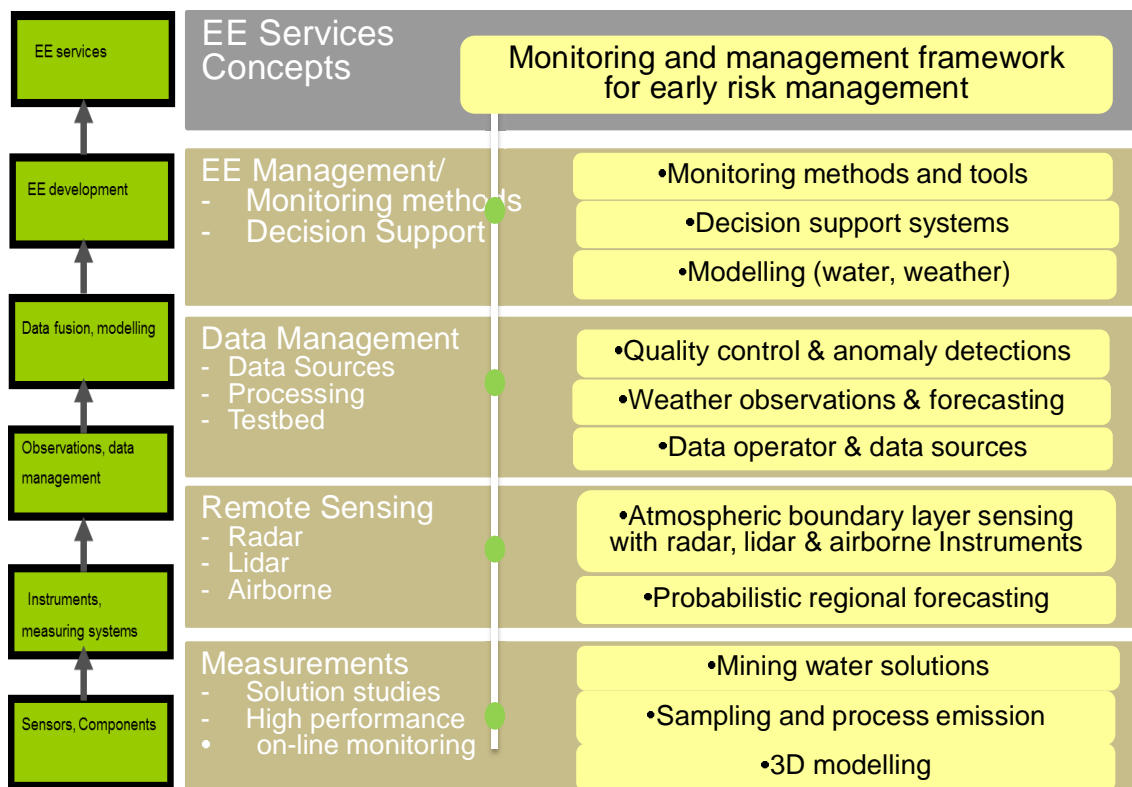 EE services
EE development
Data fusion, modelling
Observations, data
management
Instruments,
measuring systems
Sensors, Components
EE Services
Concepts
Monitoring and management framework
for early risk management
EE Management/
- Monitoring methods
- Decision Support
•Monitoring methods and tools
•Decision support systems
•Modelling (water, weather)
Data Management
- Data Sources
- Processing
- Testbed
•Quality control & anomaly detections
•Weather observations & forecasting
•Data operator & data sources
Remote Sensing
- Radar
- Lidar
- Airborne
•Atmospheric boundary layer sensing
with radar, lidar & airborne Instruments
•Probabilistic regional forecasting
Measurements
- Solution studies
- High performance
• on-line monitoring
•Mining water solutions
•Sampling and process emission
•3D modelling